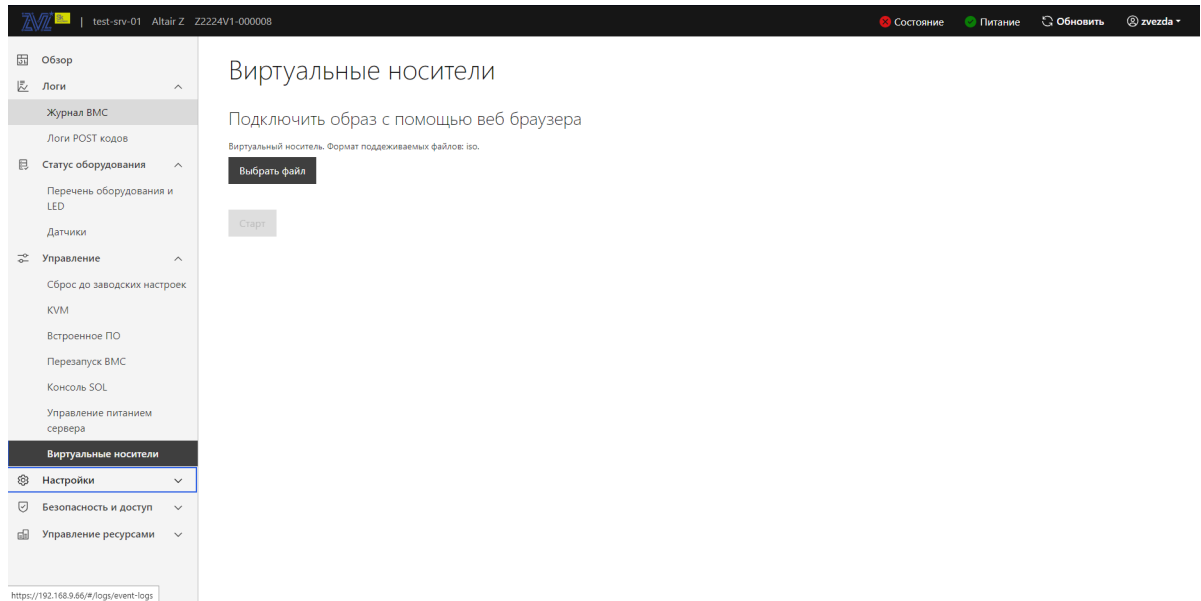 test-srv-01 Altair Z Z2224V1-000008 Состояние Питание Обновить zvezda
Обзор
Логи
Журнал BMC
Логи POST кодов
Статус оборудования
Перечень оборудования и
LED
Датчики
Управление
Сброс до заводских настроек
KVM
Встроенное ПО
Перезапуск BMC
Консоль SOL
Управление питанием
сервера
Виртуальные носители
Настройки
Безопасность и доступ
Управление ресурсами
https://192.168.9.66/#/logs/event-logs
Виртуальные носители
Подключить образ с помощью веб браузера
Виртуальный носитель. Формат поддеживаемых файлов: iso.
Выбрать файл
Старт